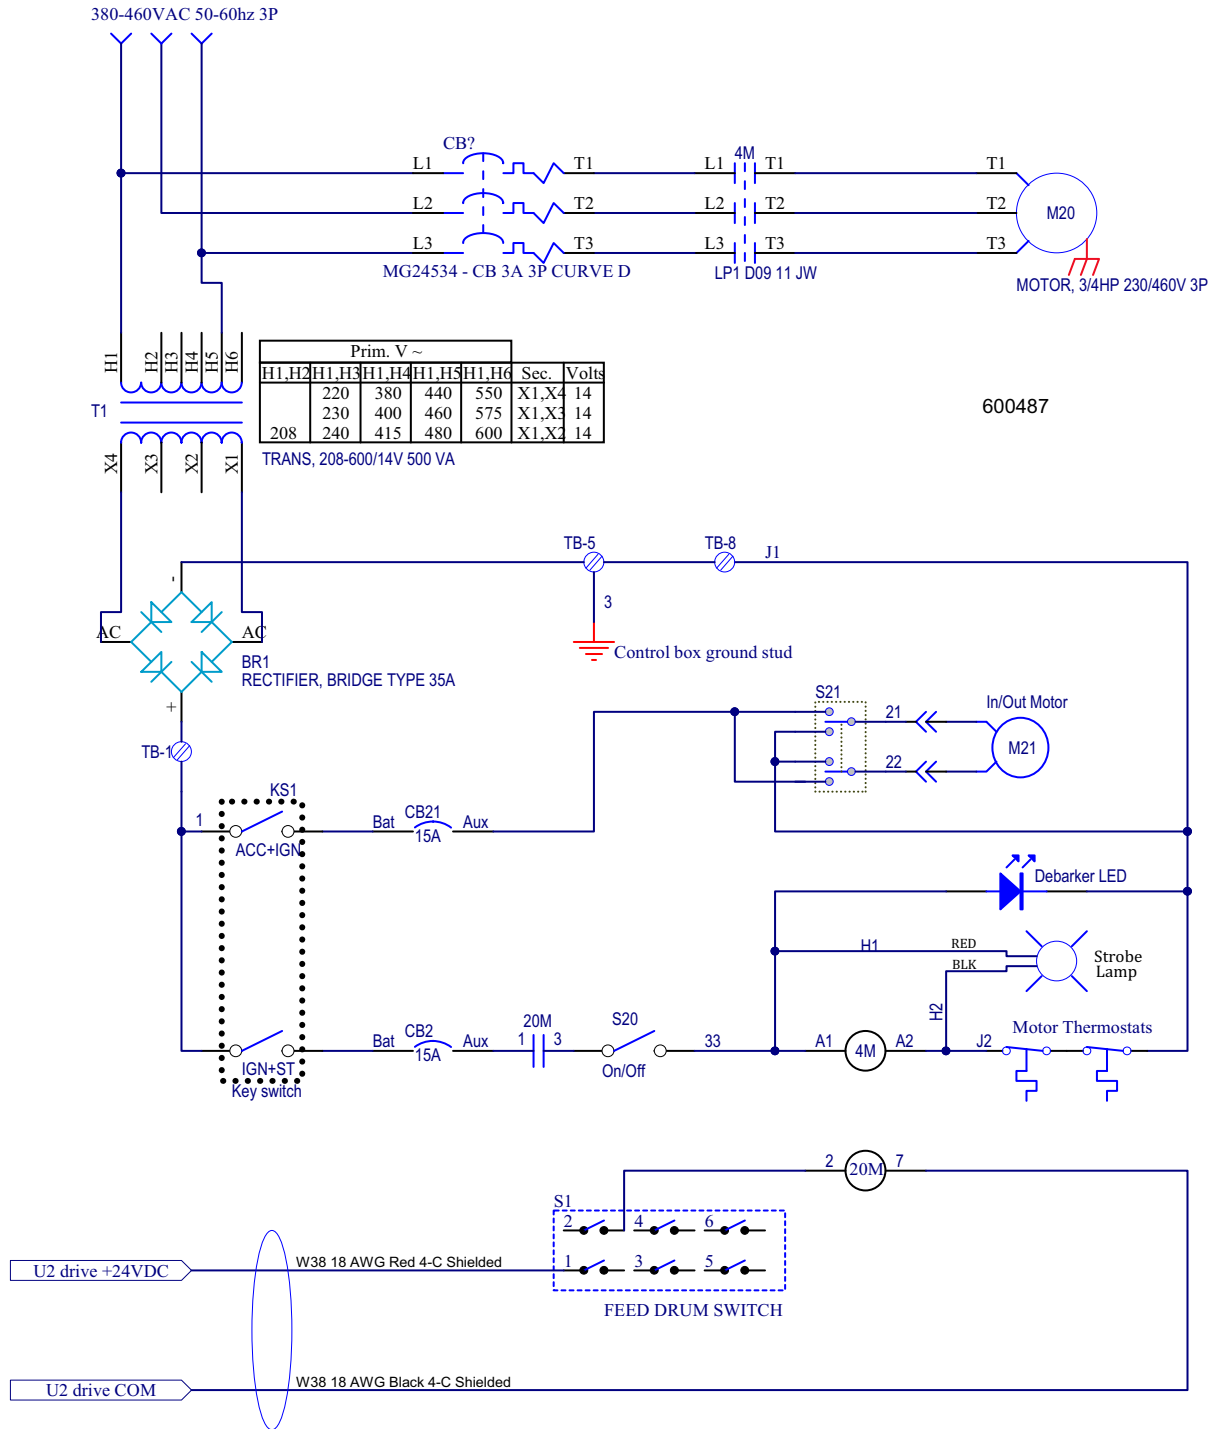 380-460VAC 50-60hz 3P
CB?
4M
L1 T1 L1 T1 T1
L2 T2 L2 T2 T2
M20
L3 T3 L3 T3 T3
MG24534 - CB 3A 3P CURVE D
LP1 D09 11 JW
MOTOR, 3/4HP 230/460V 3P
H1 H2 H3 H4 H5 H6
Prim. V ~
H1,H2 H1,H3 H1,H4 H1,H5 H1,H6 Sec. Volts
220 380 440 550 X1,X4 14
230 400 460 575 X1,X3 14
208 240 415 480 600 X1,X2 14
T1
600487
TRANS, 208-600/14V 500 VA
X4 X3 X2 X1
TB-5
TB-8
J1
-
3
AC AC
Control box ground stud
BR1
RECTIFIER, BRIDGE TYPE 35A
+
S21
In/Out Motor
21
M21
22
TB-1
KS1
1
Bat CB21 Aux
15A
ACC+IGN
Debarker LED
H1 RED
BLK
Strobe
Lamp
H2
20M
S20
Motor Thermostats
Bat CB2 Aux 1 3 33 A1 4M A2 J2
15A
On/Off
IGN+ST
Key switch
2 20M 7
S1
2 4 6
U2 drive +24VDC
W38 18 AWG Red 4-C Shielded
1 3 5
FEED DRUM SWITCH
U2 drive COM
W38 18 AWG Black 4-C Shielded